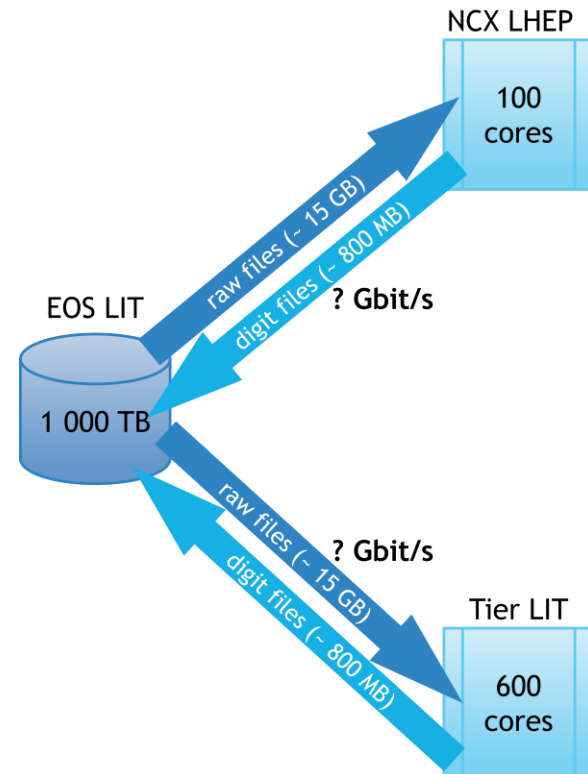 NCX LHEP
100
cores
raw files (~ 15 GB)
digit files (~ 800 MB)
? Gbit/s
EOS LIT
1 000 TB
raw files (~ 15 GB)
? Gbit/s
digit files (~ 800 MB)
Tier LIT
600
cores